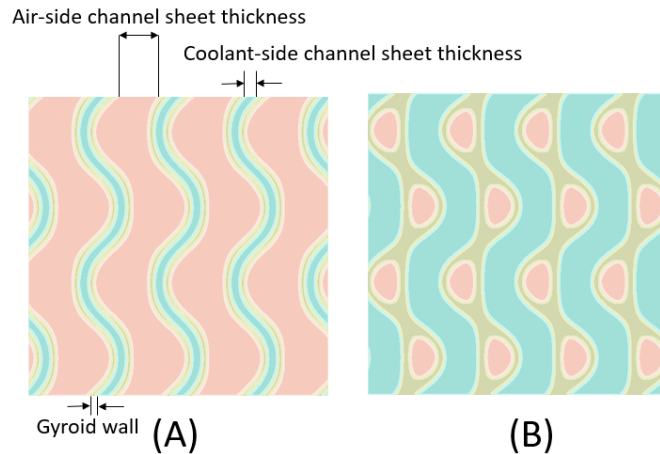 Air-side channel sheet thickness
Coolant-side channel sheet thickness
Gyroid wall
(A)
(B)